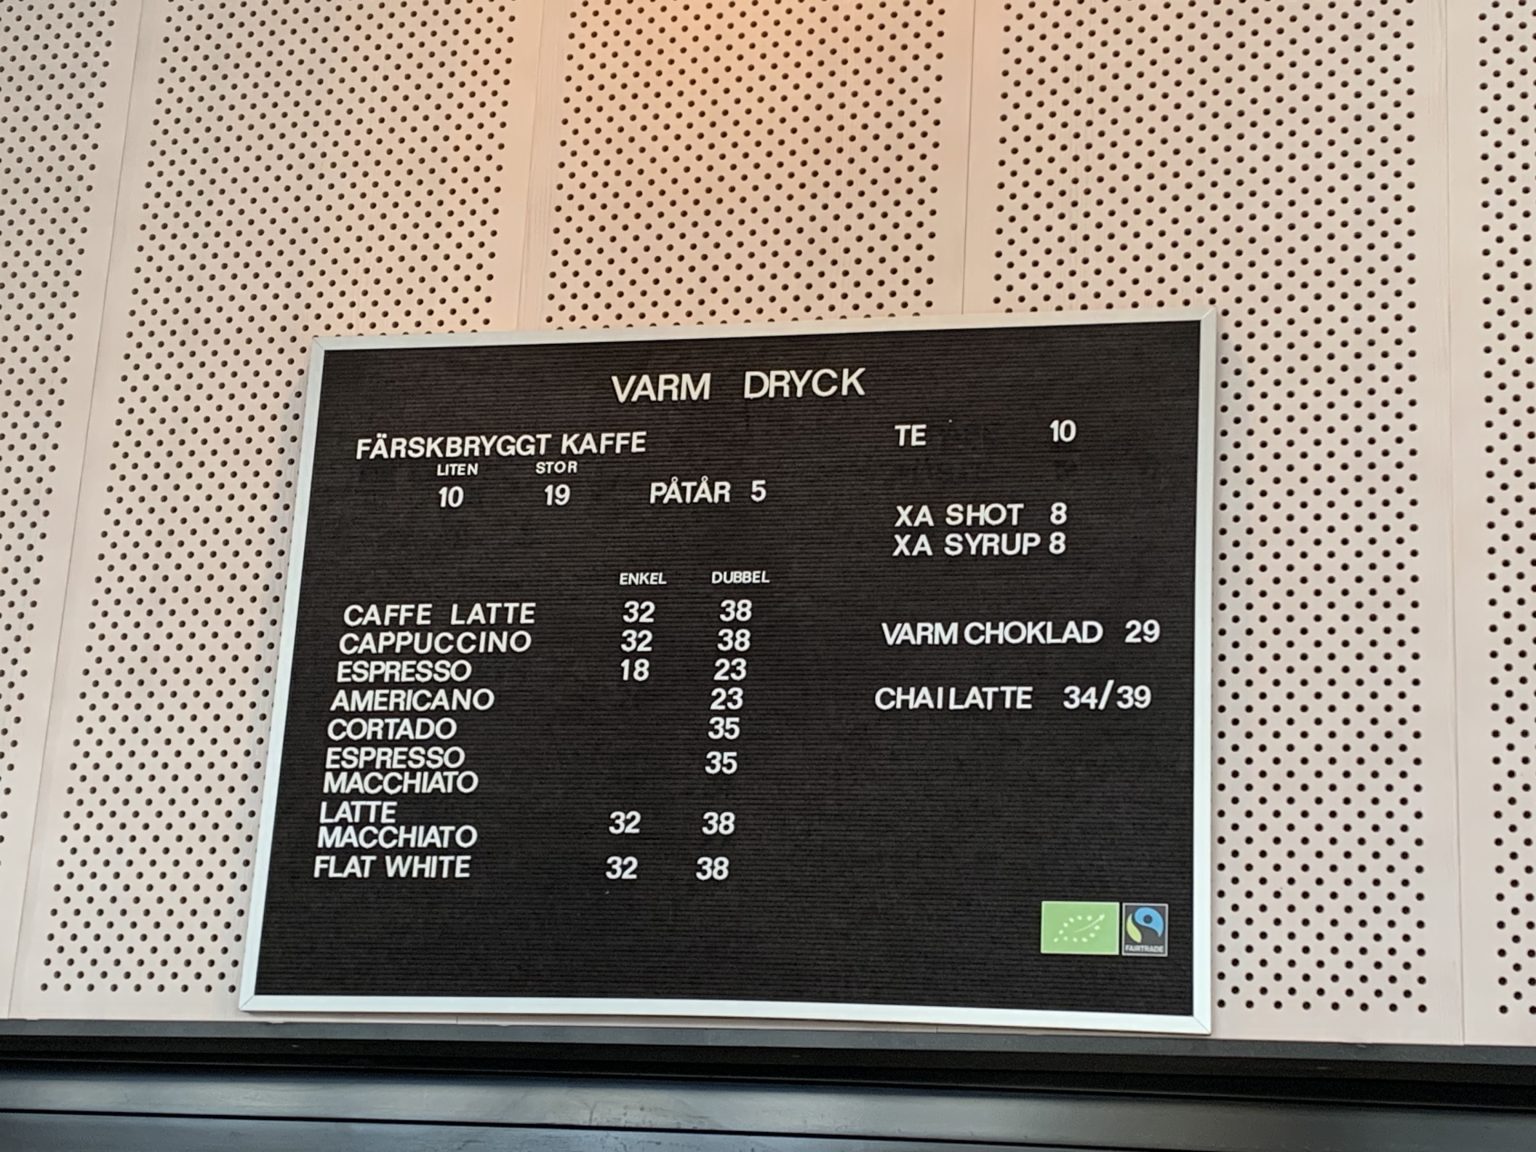 VARM DRYCK
FÄRSKBRYGGT KAFFE
LITEN STOR
10 19 PÅTÅR 5
ENKEL DUBBEL
CAFFE LATTE 32 38
CAPPUCCINO 32 38
ESPRESSO 18 23
AMERICANO 23
CORTADO 35
ESPRESSO
MACCHIATO 35
LATTE
MACCHIATO 32 38
FLAT WHITE 32 38
TE 10
XA SHOT 8
XA SYRUP 8
VARM CHOKLAD 29
CHAI LATTE 34/39
FAIRTRADE